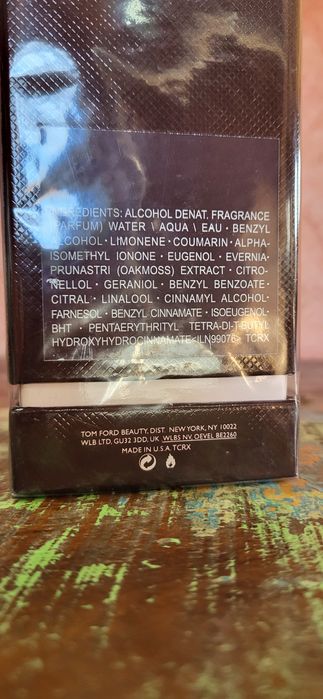 INGREDIENTS: ALCOHOL DENAT. FRAGRANCE
(PARFUM) WATER \ AQUA \ EAU • BENZYL
ALCOHOL • LIMONENE • COUMARIN • ALPHA-
ISOMETHYL IONONE • EUGENOL • EVERNIA
PRUNASTRI (OAKMOSS) EXTRACT • CITRO-
NELLOL • GERANIOL • BENZYL BENZOATE •
CITRAL • LINALOOL • CINNAMYL ALCOHOL •
FARNESOL • BENZYL CINNAMATE • ISOEUGENOL •
BHT • PENTAERYTHRITYL TETRA-DI-T-BUTYL
HYDROXYHYDROCINNAMATE <ILN99076> TCRX
TOM FORD BEAUTY, DIST. NEW YORK, NY 10022
WLB LTD, GU32 3DD, UK WLBS NV, OEVEL BE2260
MADE IN U.S.A. TCRX